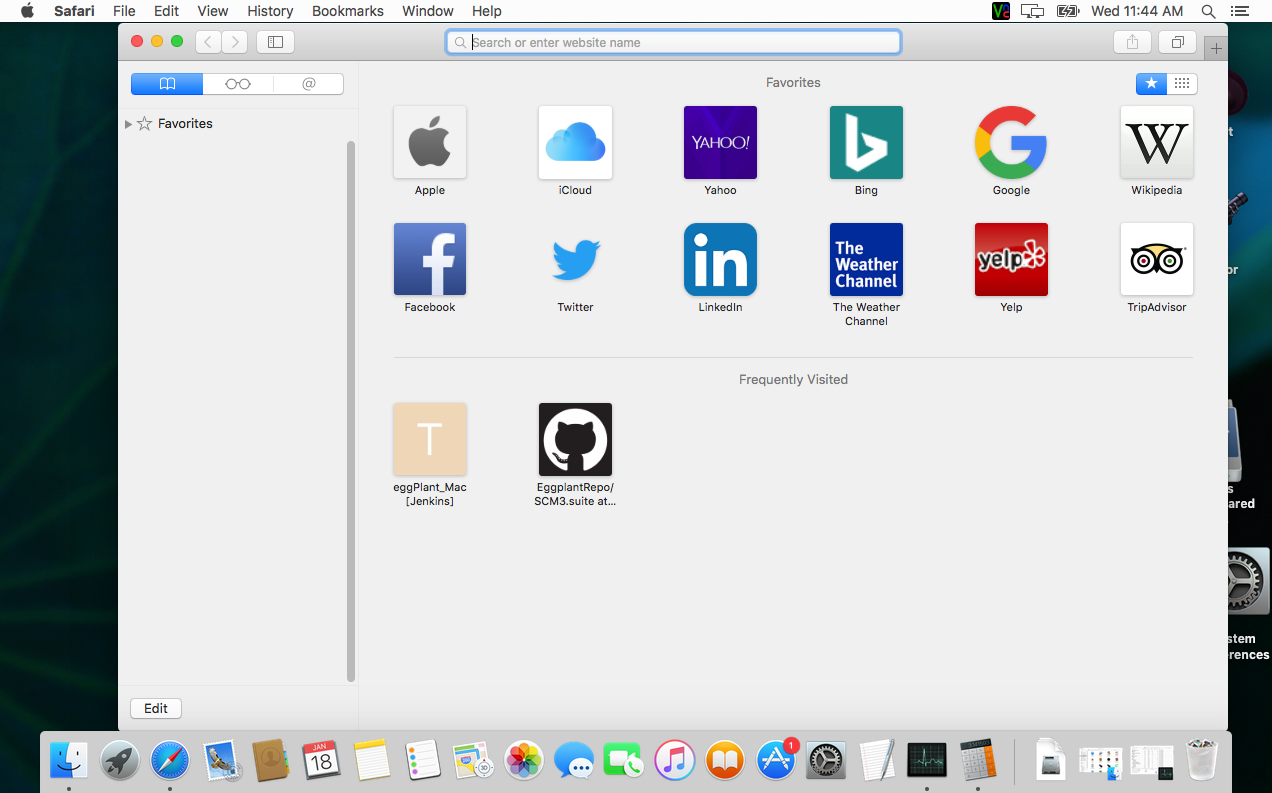 Safari File Edit View History Bookmarks Window Help Wed 11:44 AM
Search or enter website name
@
Favorites
Edit
Favorites
Apple iCloud Yahoo Bing Google Wikipedia
YAHOO!
W
Facebook Twitter LinkedIn The Weather Channel Yelp TripAdvisor
f
in
The
Weather
Channel
yelp
Frequently Visited
T
eggPlant_Mac
[Jenkins]
EggplantRepo/
SCM3.suite at...
t
or
s
ared
stem
rences
JAN
18
3D
1